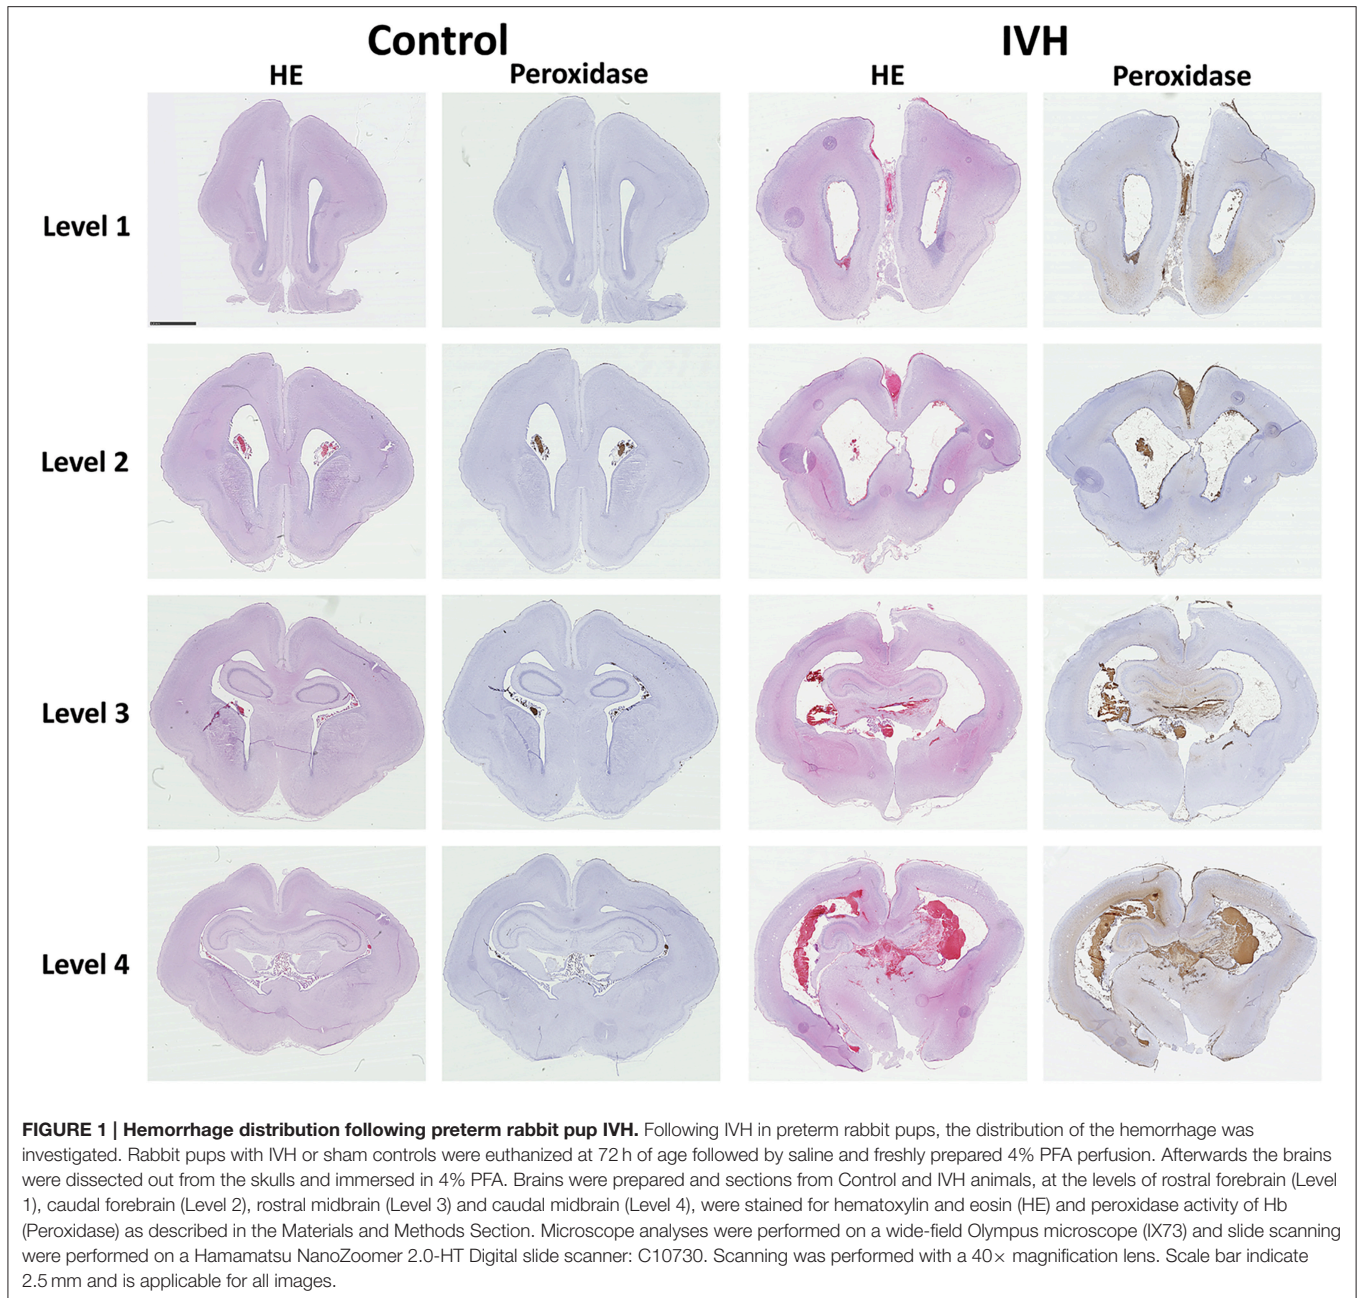 Control
IVH
HE
Peroxidase
HE
Peroxidase
Level 1
Level 2
Level 3
Level 4
FIGURE 1 | Hemorrhage distribution following preterm rabbit pup IVH. Following IVH in preterm rabbit pups, the distribution of the hemorrhage was
investigated. Rabbit pups with IVH or sham controls were euthanized at 72 h of age followed by saline and freshly prepared 4% PFA perfusion. Afterwards the brains
were dissected out from the skulls and immersed in 4% PFA. Brains were prepared and sections from Control and IVH animals, at the levels of rostral forebrain (Level
1), caudal forebrain (Level 2), rostral midbrain (Level 3) and caudal midbrain (Level 4), were stained for hematoxylin and eosin (HE) and peroxidase activity of Hb
(Peroxidase) as described in the Materials and Methods Section. Microscope analyses were performed on a wide-field Olympus microscope (IX73) and slide scanning
were performed on a Hamamatsu NanoZoomer 2.0-HT Digital slide scanner: C10730. Scanning was performed with a 40× magnification lens. Scale bar indicate
2.5 mm and is applicable for all images.